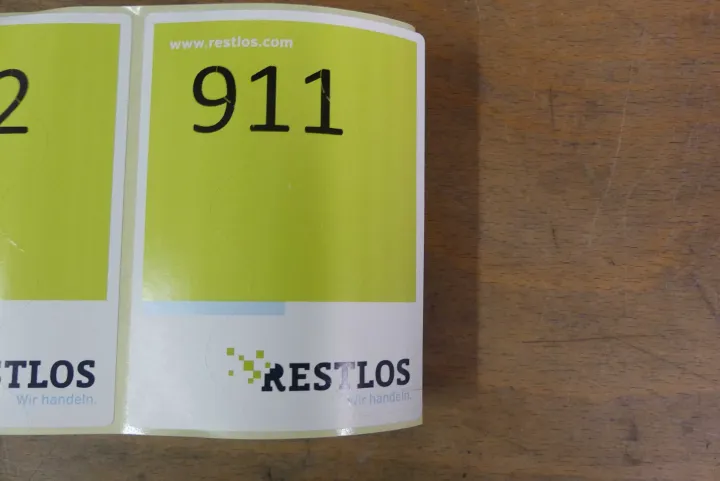 2
STLOS
Wir handeln.
www.restlos.com
911
RESTLOS
Wir handeln.